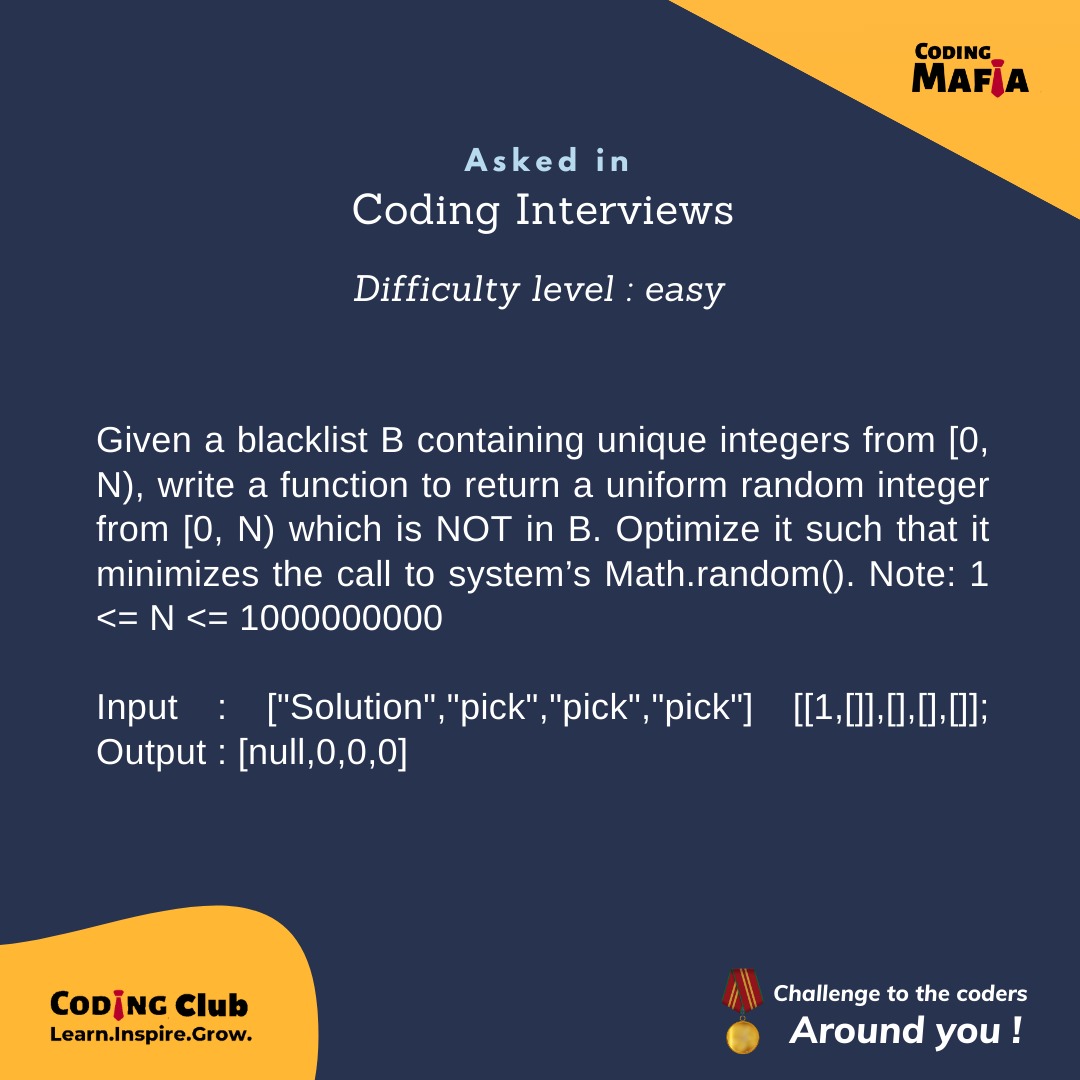 CODING
MAFIA
Asked in
Coding Interviews
Difficulty level : easy
Given a blacklist B containing unique integers from [0,
N), write a function to return a uniform random integer
from [0, N) which is NOT in B. Optimize it such that it
minimizes the call to system’s Math.random(). Note: 1
<= N <= 1000000000
Input : ["Solution","pick","pick","pick"] [[1,[]],[],[],[]];
Output : [null,0,0,0]
CODING Club
Learn.Inspire.Grow.
Challenge to the coders
Around you !